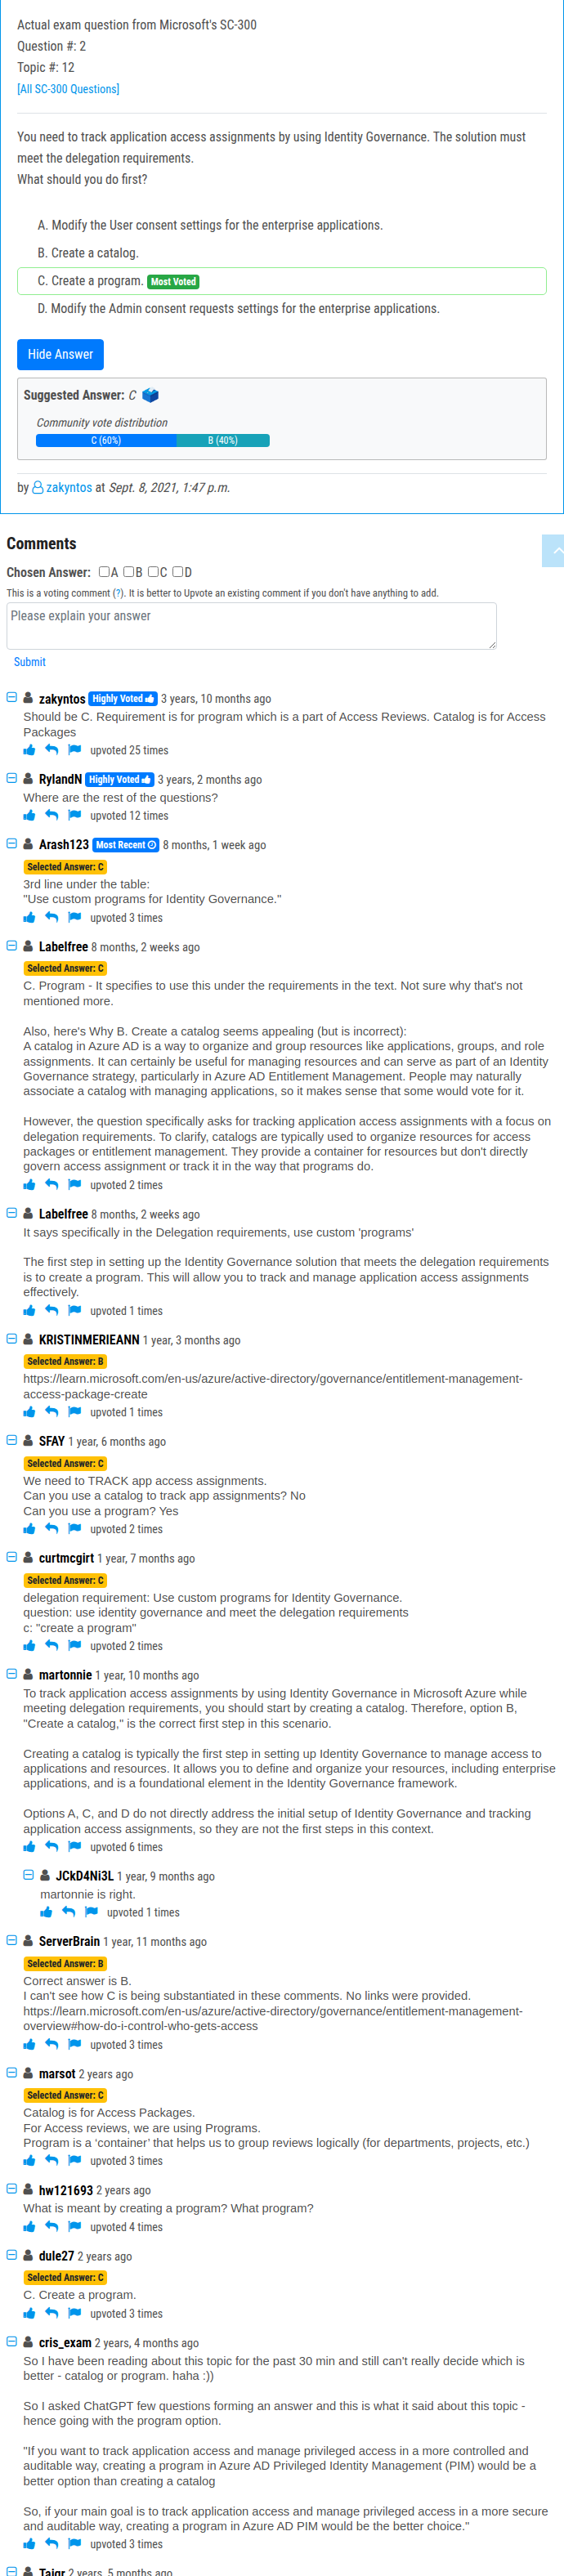 Actual exam question from Microsoft's SC-300
Question #: 2
Topic #: 12
[All SC-300 Questions]
You need to track application access assignments by using Identity Governance. The solution must
meet the delegation requirements.
What should you do first?
A. Modify the User consent settings for the enterprise applications.
B. Create a catalog.
C. Create a program. Most Voted
D. Modify the Admin consent requests settings for the enterprise applications.
Hide Answer
Suggested Answer: C
Community vote distribution
C (60%) B (40%)
by zakyntos at Sept. 8, 2021, 1:47 p.m.
Comments
Chosen Answer: A B C D
This is a voting comment (?). It is better to Upvote an existing comment if you don't have anything to add.
Please explain your answer
Submit
zakyntos Highly Voted 3 years, 10 months ago
Should be C. Requirement is for program which is a part of Access Reviews. Catalog is for Access
Packages
upvoted 25 times
RylandN Highly Voted 3 years, 2 months ago
Where are the rest of the questions?
upvoted 12 times
Arash123 Most Recent 8 months, 1 week ago
Selected Answer: C
3rd line under the table:
"Use custom programs for Identity Governance."
upvoted 3 times
Labelfree 8 months, 2 weeks ago
Selected Answer: C
C. Program - It specifies to use this under the requirements in the text. Not sure why that's not
mentioned more.
Also, here's Why B. Create a catalog seems appealing (but is incorrect):
A catalog in Azure AD is a way to organize and group resources like applications, groups, and role
assignments. It can certainly be useful for managing resources and can serve as part of an Identity
Governance strategy, particularly in Azure AD Entitlement Management. People may naturally
associate a catalog with managing applications, so it makes sense that some would vote for it.
However, the question specifically asks for tracking application access assignments with a focus on
delegation requirements. To clarify, catalogs are typically used to organize resources for access
packages or entitlement management. They provide a container for resources but don't directly
govern access assignment or track it in the way that programs do.
upvoted 2 times
Labelfree 8 months, 2 weeks ago
It says specifically in the Delegation requirements, use custom 'programs'
The first step in setting up the Identity Governance solution that meets the delegation requirements
is to create a program. This will allow you to track and manage application access assignments
effectively.
upvoted 1 times
KRISTINMERIEANN 1 year, 3 months ago
Selected Answer: B
https://learn.microsoft.com/en-us/azure/active-directory/governance/entitlement-management-
access-package-create
upvoted 1 times
SFAY 1 year, 6 months ago
Selected Answer: C
We need to TRACK app access assignments.
Can you use a catalog to track app assignments? No
Can you use a program? Yes
upvoted 2 times
curtmcgirt 1 year, 7 months ago
Selected Answer: C
delegation requirement: Use custom programs for Identity Governance.
question: use identity governance and meet the delegation requirements
c: "create a program"
upvoted 2 times
martonnie 1 year, 10 months ago
To track application access assignments by using Identity Governance in Microsoft Azure while
meeting delegation requirements, you should start by creating a catalog. Therefore, option B,
"Create a catalog," is the correct first step in this scenario.
Creating a catalog is typically the first step in setting up Identity Governance to manage access to
applications and resources. It allows you to define and organize your resources, including enterprise
applications, and is a foundational element in the Identity Governance framework.
Options A, C, and D do not directly address the initial setup of Identity Governance and tracking
application access assignments, so they are not the first steps in this context.
upvoted 6 times
JCkD4Ni3L 1 year, 9 months ago
martonnie is right.
upvoted 1 times
ServerBrain 1 year, 11 months ago
Selected Answer: B
Correct answer is B.
I can't see how C is being substantiated in these comments. No links were provided.
https://learn.microsoft.com/en-us/azure/active-directory/governance/entitlement-management-
overview#how-do-i-control-who-gets-access
upvoted 3 times
marsot 2 years ago
Selected Answer: C
Catalog is for Access Packages.
For Access reviews, we are using Programs.
Program is a 'container' that helps us to group reviews logically (for departments, projects, etc.)
upvoted 3 times
hw121693 2 years ago
What is meant by creating a program? What program?
upvoted 4 times
dule27 2 years ago
Selected Answer: C
C. Create a program.
upvoted 3 times
cris_exam 2 years, 4 months ago
So I have been reading about this topic for the past 30 min and still can't really decide which is
better - catalog or program. haha :))
So I asked ChatGPT few questions forming an answer and this is what it said about this topic -
hence going with the program option.
"If you want to track application access and manage privileged access in a more controlled and
auditable way, creating a program in Azure AD Privileged Identity Management (PIM) would be a
better option than creating a catalog
So, if your main goal is to track application access and manage privileged access in a more secure
and auditable way, creating a program in Azure AD PIM would be the better choice."
upvoted 3 times
Taigr 2 years, 5 months ago